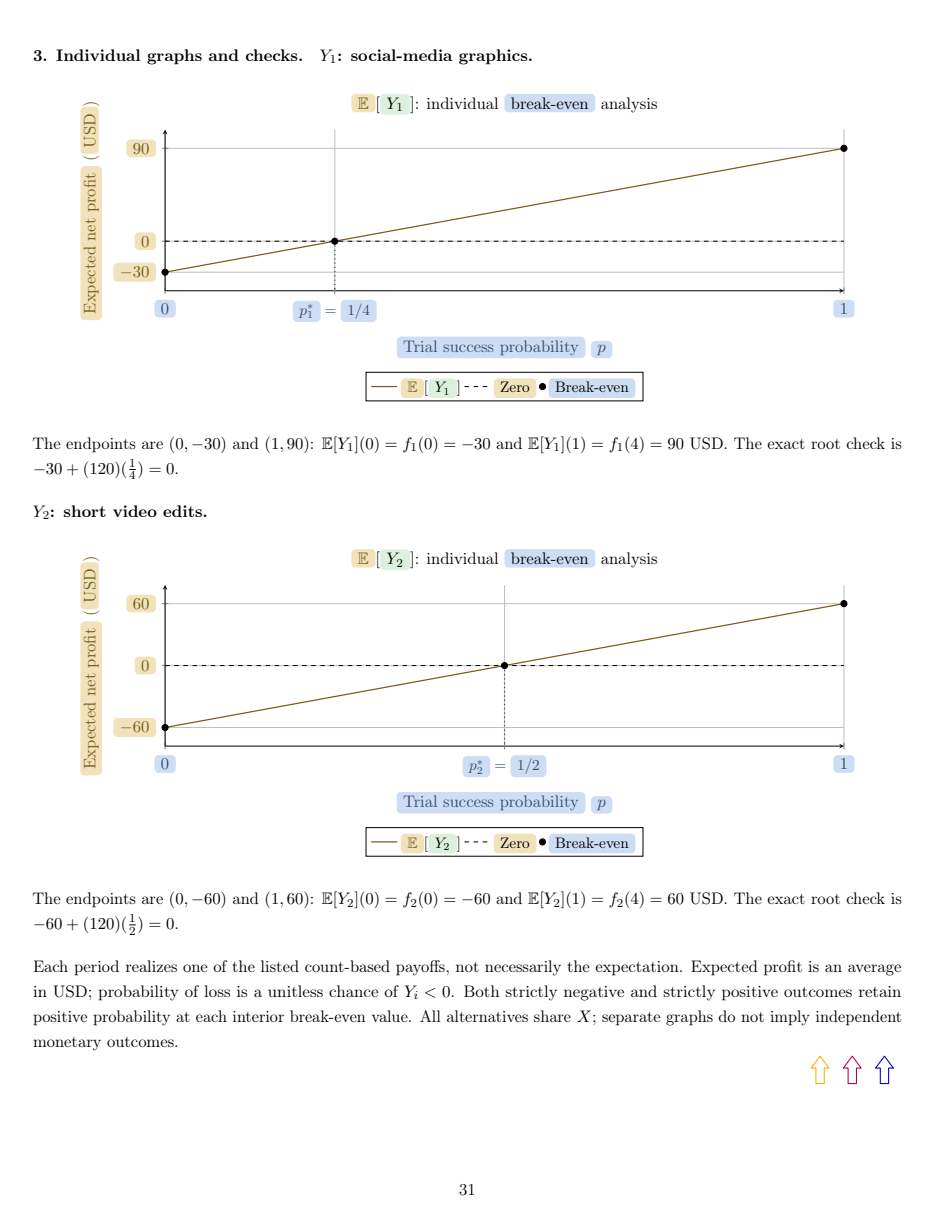 3. Individual graphs and checks. Y₁: social-media graphics.
𝔼[Y₁]: individual break-even analysis
Expected net profit (USD)
90
0
−30
0
p₁* = 1/4
1
Trial success probability p
𝔼[Y₁] Zero Break-even
The endpoints are (0, −30) and (1, 90): 𝔼[Y₁](0) = f₁(0) = −30 and 𝔼[Y₁](1) = f₁(4) = 90 USD. The exact root check is
−30 + (120)(1/4) = 0.
Y₂: short video edits.
𝔼[Y₂]: individual break-even analysis
Expected net profit (USD)
60
0
−60
0
p₂* = 1/2
1
Trial success probability p
𝔼[Y₂] Zero Break-even
The endpoints are (0, −60) and (1, 60): 𝔼[Y₂](0) = f₂(0) = −60 and 𝔼[Y₂](1) = f₂(4) = 60 USD. The exact root check is
−60 + (120)(1/2) = 0.
Each period realizes one of the listed count-based payoffs, not necessarily the expectation. Expected profit is an average
in USD; probability of loss is a unitless chance of Yᵢ < 0. Both strictly negative and strictly positive outcomes retain
positive probability at each interior break-even value. All alternatives share X; separate graphs do not imply independent
monetary outcomes.
31